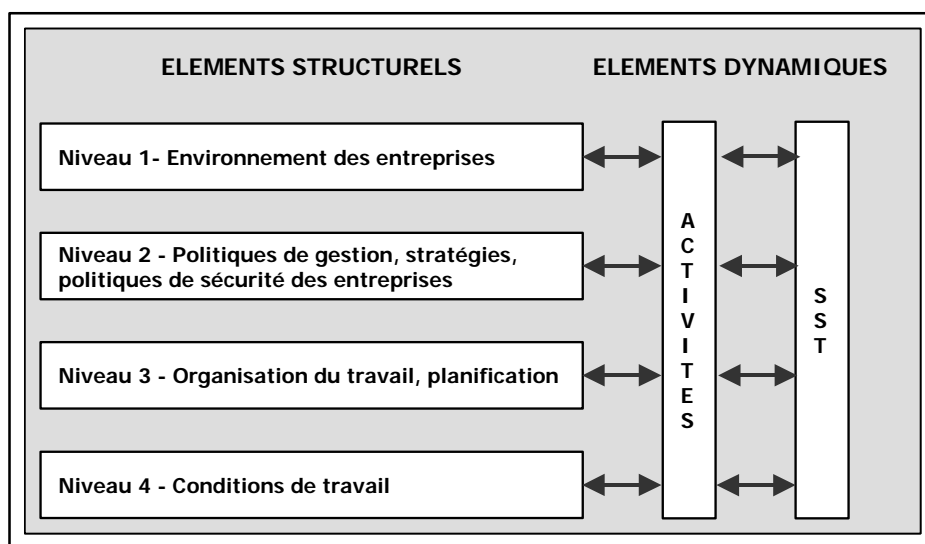 ELEMENTS STRUCTURELS
ELEMENTS DYNAMIQUES
Niveau 1- Environnement des entreprises
Niveau 2 - Politiques de gestion, stratégies,
politiques de sécurité des entreprises
Niveau 3 - Organisation du travail, planification
Niveau 4 - Conditions de travail
A
C
T
I
V
I
T
E
S
S
S
T